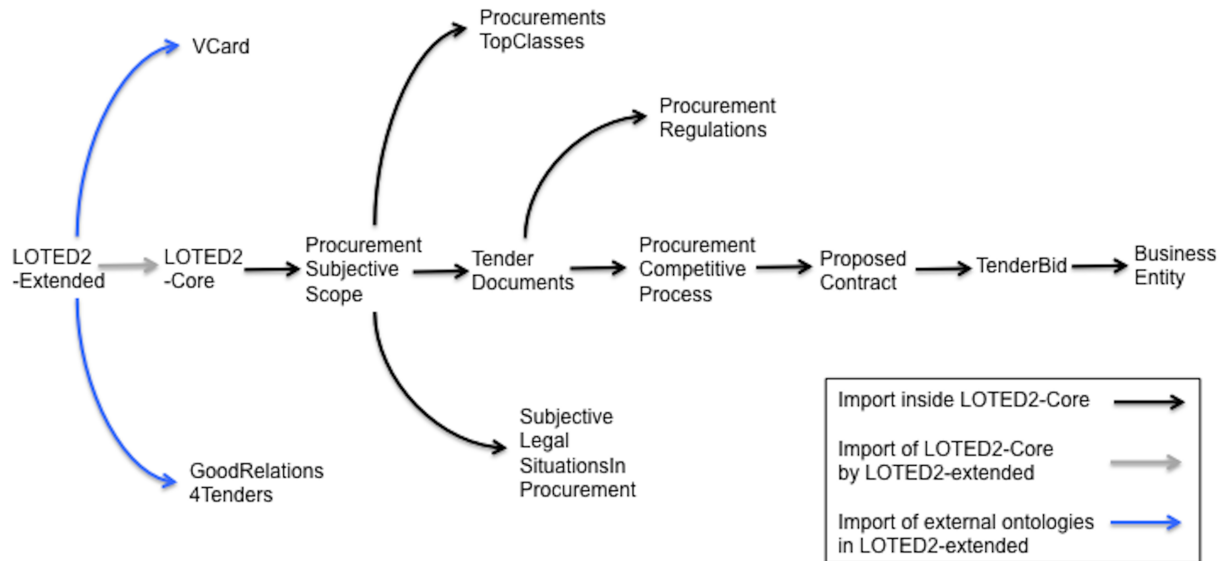 Procurements
TopClasses
VCard
Procurement
Regulations
LOTED2
-Extended
LOTED2
-Core
Procurement
Subjective
Scope
Tender
Documents
Procurement
Competitive
Process
Proposed
Contract
TenderBid
Business
Entity
Subjective
Legal
SituationsIn
Procurement
GoodRelations
4Tenders
Import inside LOTED2-Core
Import of LOTED2-Core
by LOTED2-extended
Import of external ontologies
in LOTED2-extended